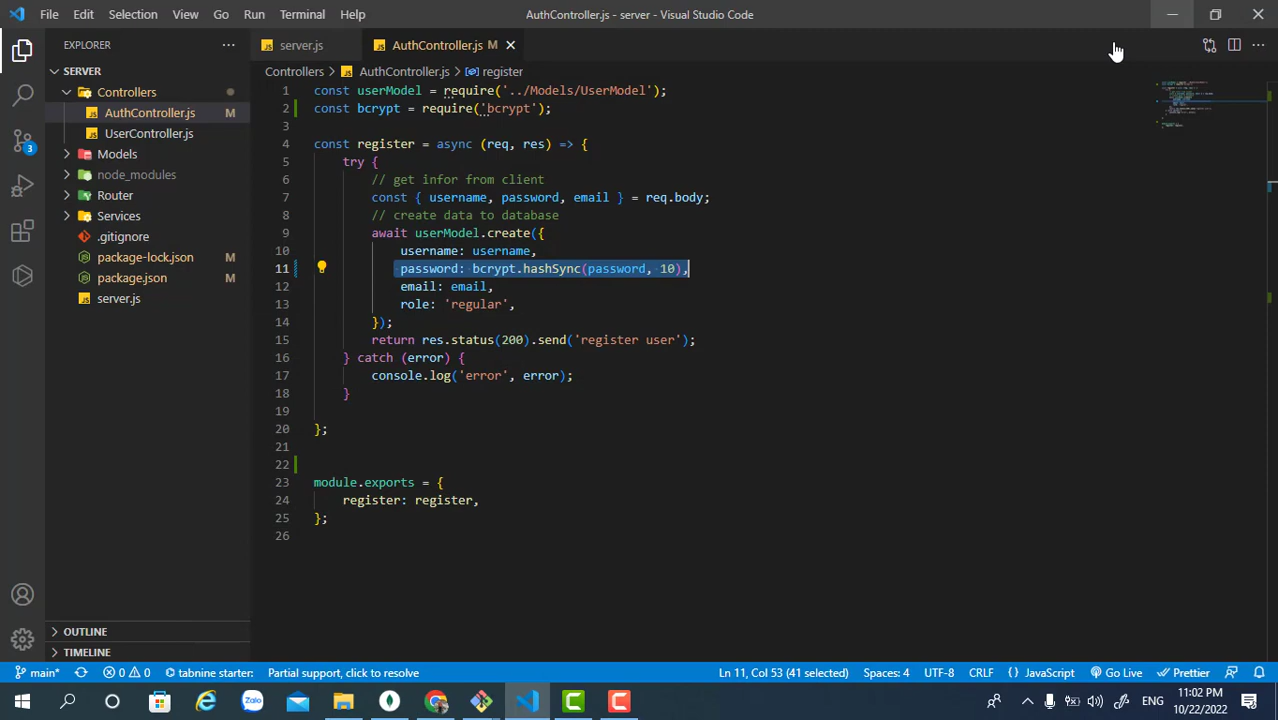 File Edit Selection View Go Run Terminal Help AuthController.js - server - Visual Studio Code
EXPLORER
SERVER
Controllers
AuthController.js M
UserController.js
Models
node_modules
Router
Services
.gitignore
package-lock.json M
package.json M
server.js
OUTLINE
TIMELINE
3
server.js AuthController.js M
Controllers > AuthController.js > register
1 const userModel = require('../Models/UserModel');
2 const bcrypt = require('bcrypt');
3
4 const register = async (req, res) => {
5 try {
6 // get infor from client
7 const { username, password, email } = req.body;
8 // create data to database
9 await userModel.create({
10 username: username,
11 password: bcrypt.hashSync(password, 10),
12 email: email,
13 role: 'regular',
14 });
15 return res.status(200).send('register user');
16 } catch (error) {
17 console.log('error', error);
18 }
19
20 };
21
22
23 module.exports = {
24 register: register,
25 };
26
main* 0 0 tabnine starter: Partial support, click to resolve Ln 11, Col 53 (41 selected) Spaces: 4 UTF-8 CRLF { } JavaScript Go Live Prettier
Zalo ENG 11:02 PM
10/22/2022